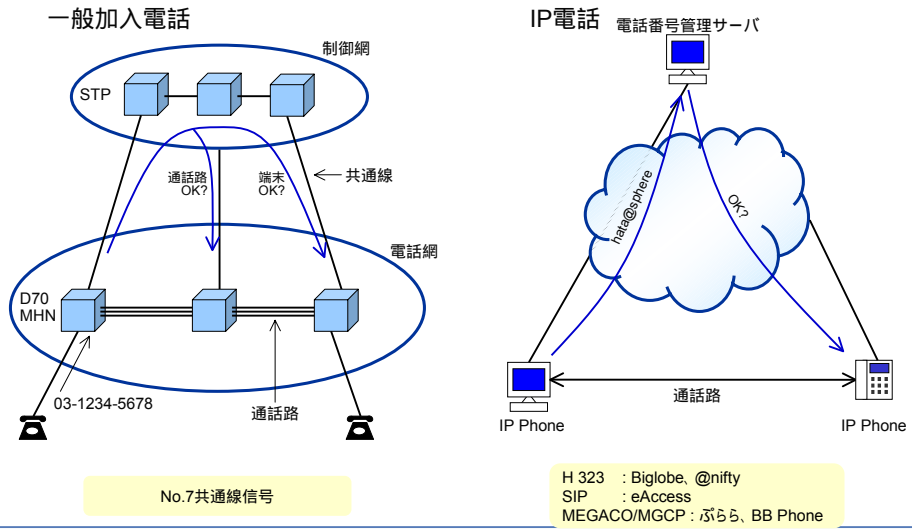 一般加入電話
制御網
STP
通話路
OK?
端末
OK?
共通線
電話網
D70
MHN
03-1234-5678
通話路
No.7共通線信号
IP電話
電話番号管理サーバ
hata@sphere
OK?
通話路
IP Phone
IP Phone
H 323 : Biglobe、@nifty
SIP : eAccess
MEGACO/MGCP : ぷらら、BB Phone